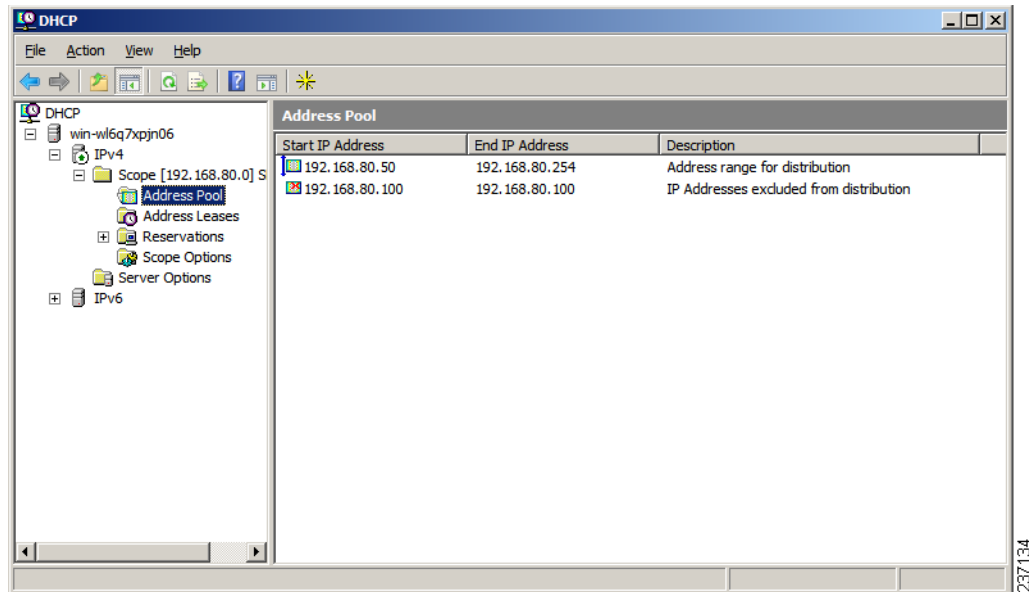 DHCP
File Action View Help
DHCP
win-wl6q7xpjn06
IPv4
Scope [192.168.80.0] S
Address Pool
Address Leases
Reservations
Scope Options
Server Options
IPv6
Address Pool
Start IP Address End IP Address Description
192.168.80.50 192.168.80.254 Address range for distribution
192.168.80.100 192.168.80.100 IP Addresses excluded from distribution
237134